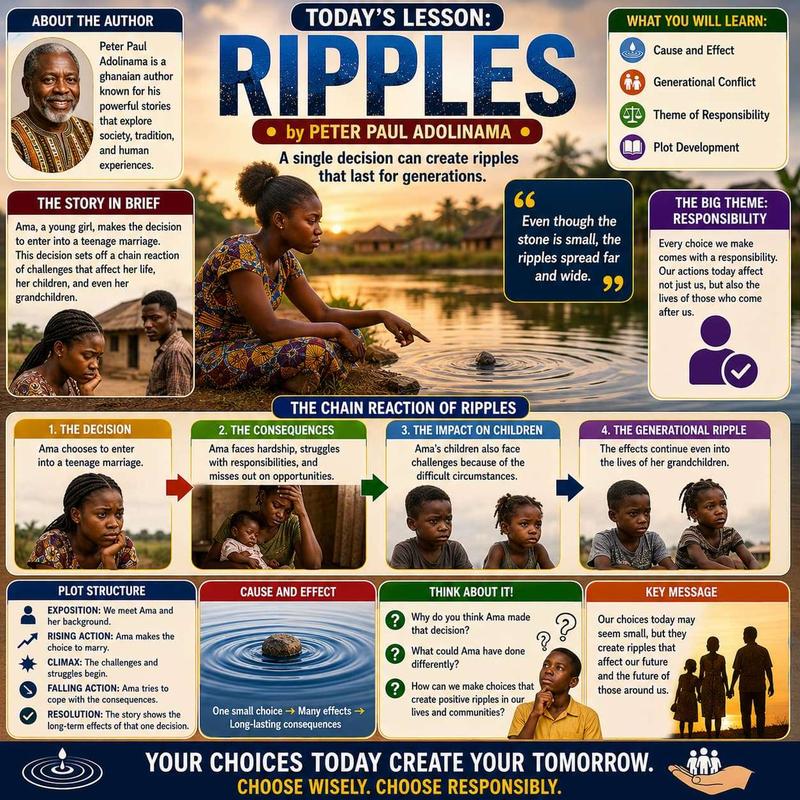 TODAY'S LESSON:
RIPPLES
• by PETER PAUL ADOLINAMA •
A single decision can create ripples
that last for generations.
ABOUT THE AUTHOR
Peter Paul
Adolinama is a
ghanaian author
known for his
powerful stories
that explore
society, tradition,
and human
experiences.
WHAT YOU WILL LEARN:
Cause and Effect
Generational Conflict
Theme of Responsibility
Plot Development
THE STORY IN BRIEF
Ama, a young girl, makes the decision
to enter into a teenage marriage.
This decision sets off a chain reaction
of challenges that affect her life,
her children, and even her
grandchildren.
“
Even though the
stone is small, the
ripples spread far
and wide.
”
THE BIG THEME:
RESPONSIBILITY
Every choice we make
comes with a responsibility.
Our actions today affect
not just us, but also the
lives of those who come
after us.
THE CHAIN REACTION OF RIPPLES
1. THE DECISION
Ama chooses to enter
into a teenage marriage.
2. THE CONSEQUENCES
Ama faces hardship, struggles
with responsibilities, and
misses out on opportunities.
3. THE IMPACT ON CHILDREN
Ama's children also face
challenges because of the
difficult circumstances.
4. THE GENERATIONAL RIPPLE
The effects continue even into
the lives of her grandchildren.
PLOT STRUCTURE
EXPOSITION: We meet Ama and
her background.
RISING ACTION: Ama makes the
choice to marry.
CLIMAX: The challenges and
struggles begin.
FALLING ACTION: Ama tries to
cope with the consequences.
RESOLUTION: The story shows the
long-term effects of that one decision.
CAUSE AND EFFECT
One small choice → Many effects →
Long-lasting consequences
THINK ABOUT IT!
? Why do you think Ama made
that decision?
? What could Ama have done
differently?
? How can we make choices that
create positive ripples in our
lives and communities?
? ?
KEY MESSAGE
Our choices today may
seem small, but they
create ripples that
affect our future
and the future of
those around us.
YOUR CHOICES TODAY CREATE YOUR TOMORROW.
CHOOSE WISELY. CHOOSE RESPONSIBLY.